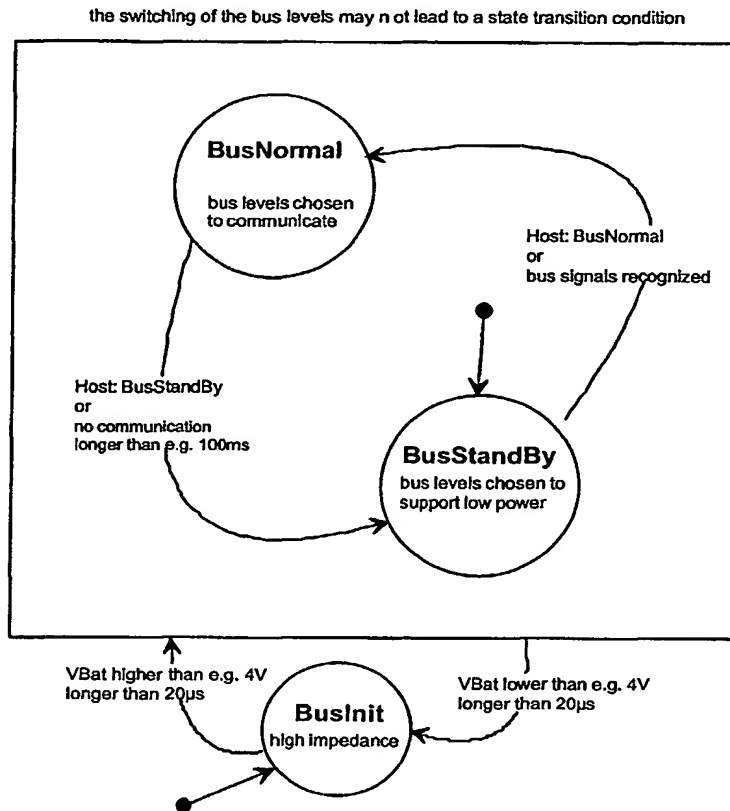 the switching of the bus levels may n ot lead to a state transition condition
BusNormal
bus levels chosen
to communicate
Host: BusNormal
or
bus signals recognized
Host: BusStandBy
or
no communication
longer than e.g. 100ms
BusStandBy
bus levels chosen to
support low power
VBat higher than e.g. 4V
longer than 20µs
VBat lower than e.g. 4V
longer than 20µs
BusInit
high impedance